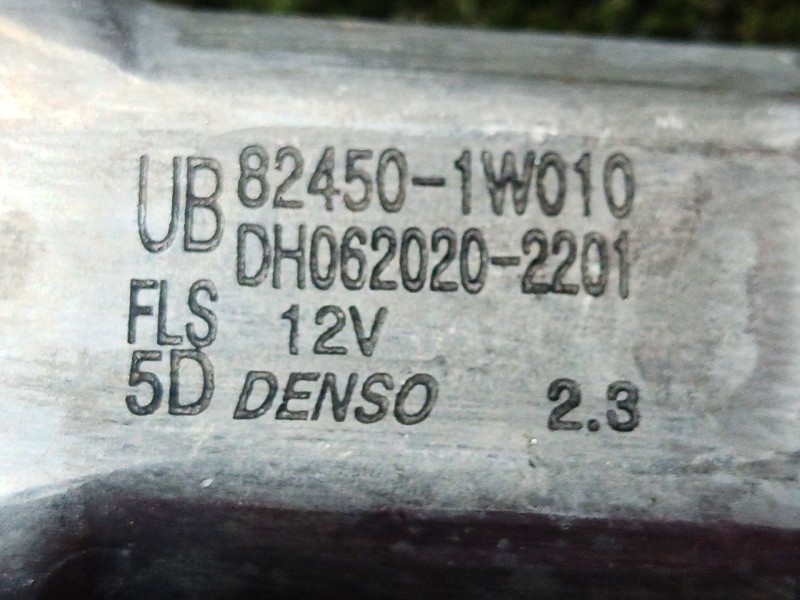 UB 82450-1W010
DH062020-2201
FLS 12V
5D DENSO 2.3